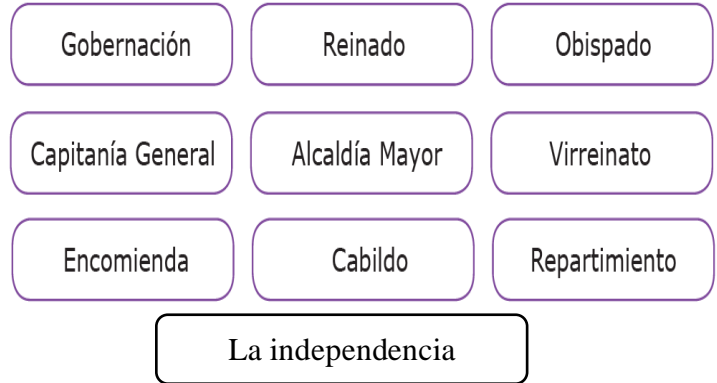 Gobernación Reinado Obispado
Capitanía General Alcaldía Mayor Virreinato
Encomienda Cabildo Repartimiento
La independencia